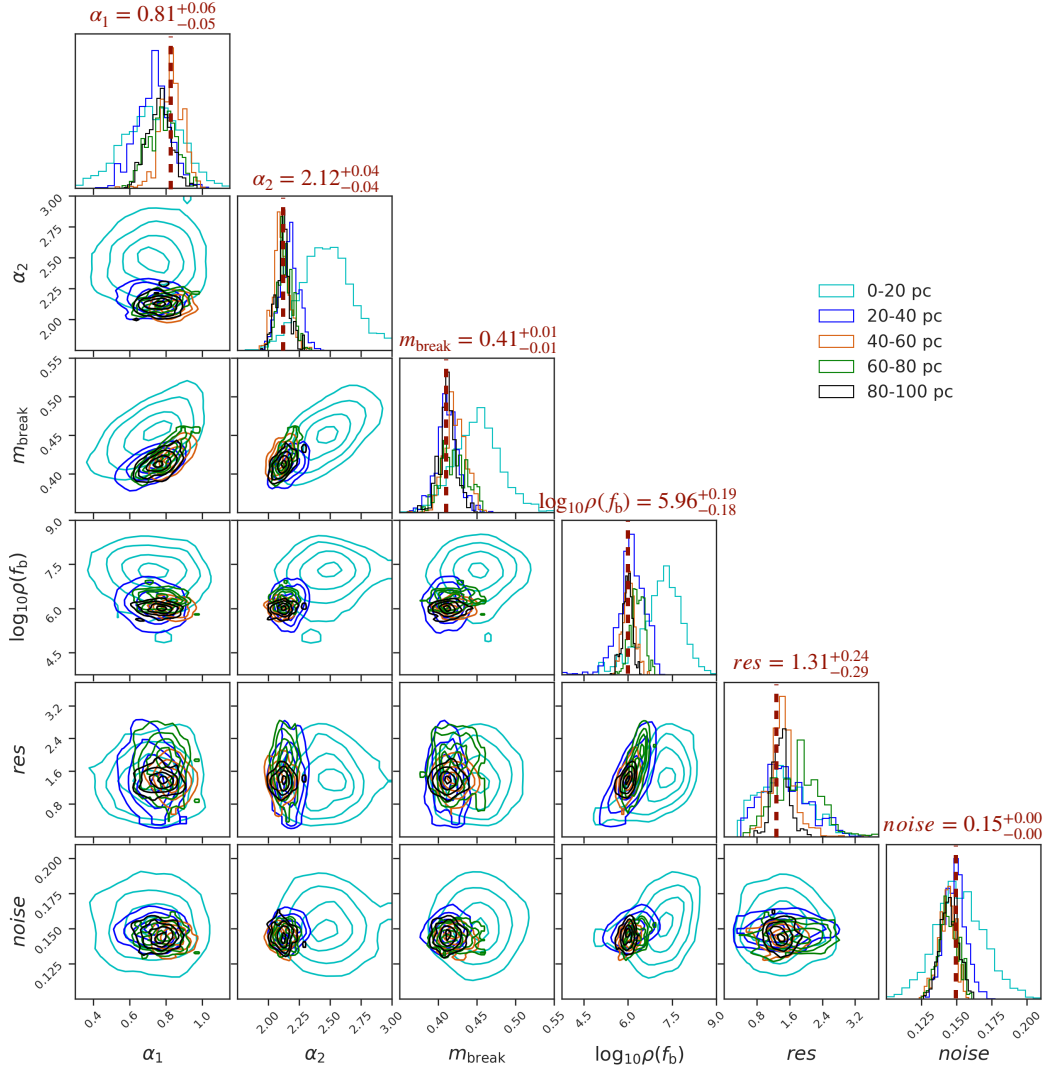 α₁ = 0.81 +0.06 −0.05
α₂ = 2.12 +0.04 −0.04
m_break = 0.41 +0.01 −0.01
log₁₀ρ(f_b) = 5.96 +0.19 −0.18
res = 1.31 +0.24 −0.29
noise = 0.15 +0.00 −0.00
0-20 pc
20-40 pc
40-60 pc
60-80 pc
80-100 pc
α₂
3.00
2.75
2.50
2.25
2.00
m_break
0.55
0.50
0.45
0.40
log₁₀ρ(f_b)
9.0
7.5
6.0
4.5
res
3.2
2.4
1.6
0.8
noise
0.200
0.175
0.150
0.125
0.4 0.6 0.8 1.0
2.00 2.25 2.50 2.75 3.00
0.40 0.45 0.50 0.55
4.5 6.0 7.5 9.0
0.8 1.6 2.4 3.2
0.125 0.150 0.175 0.200
α₁ α₂ m_break log₁₀ρ(f_b) res noise